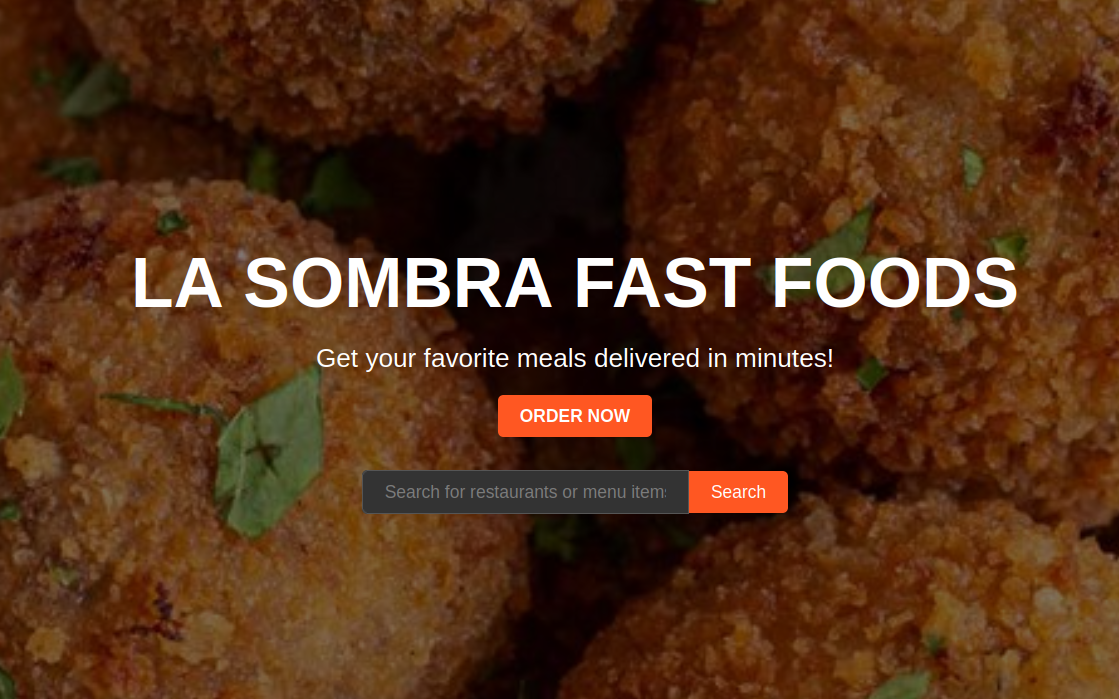 LA SOMBRA FAST FOODS
Get your favorite meals delivered in minutes!
ORDER NOW
Search for restaurants or menu items
Search